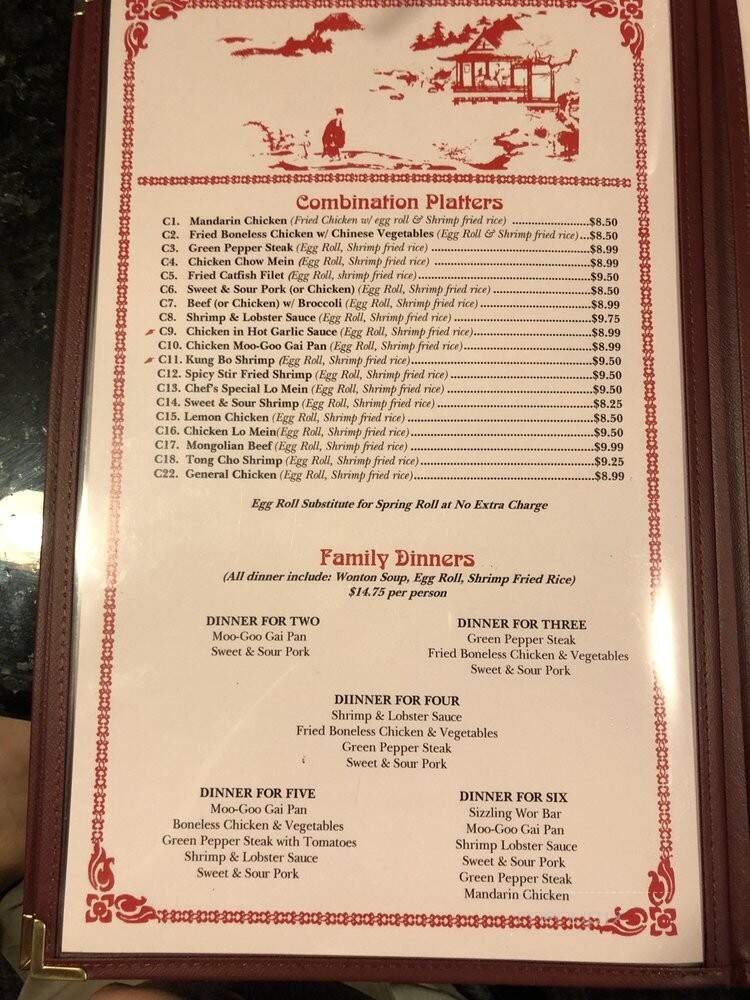 Combination Platters
C1. Mandarin Chicken (Fried Chicken w/ egg roll & Shrimp fried rice) ....................$8.50
C2. Fried Boneless Chicken w/ Chinese Vegetables (Egg Roll & Shrimp fried rice)...$8.50
C3. Green Pepper Steak (Egg Roll, Shrimp fried rice) ........................................$8.99
C4. Chicken Chow Mein (Egg Roll, Shrimp fried rice) ........................................$8.99
C5. Fried Catfish Filet (Egg Roll, shrimp fried rice)...........................................$9.50
C6. Sweet & Sour Pork (or Chicken) (Egg Roll, Shrimp fried rice) .........................$8.50
C7. Beef (or Chicken) w/ Broccoli (Egg Roll, Shrimp fried rice) ............................$8.99
C8. Shrimp & Lobster Sauce (Egg Roll, Shrimp fried rice) ..................................$9.75
C9. Chicken in Hot Garlic Sauce (Egg Roll, Shrimp fried rice)..............................$8.99
C10. Chicken Moo-Goo Gai Pan (Egg Roll, Shrimp fried rice)................................$8.99
C11. Kung Bo Shrimp (Egg Roll, Shrimp fried rice)............................................$9.50
C12. Spicy Stir Fried Shrimp (Egg Roll, Shrimp fried rice) ...................................$9.50
C13. Chef's Special Lo Mein (Egg Roll, Shrimp fried rice) ...................................$9.50
C14. Sweet & Sour Shrimp (Egg Roll, Shrimp fried rice) .....................................$8.25
C15. Lemon Chicken (Egg Roll, Shrimp fried rice) ............................................$8.50
C16. Chicken Lo Mein(Egg Roll, Shrimp fried rice)............................................$9.50
C17. Mongolian Beef (Egg Roll, Shrimp fried rice) ............................................$9.99
C18. Tong Cho Shrimp (Egg Roll, Shrimp fried rice)..........................................$9.25
C22. General Chicken (Egg Roll, Shrimp fried rice)...........................................$8.99
Egg Roll Substitute for Spring Roll at No Extra Charge
Family Dinners
(All dinner include: Wonton Soup, Egg Roll, Shrimp Fried Rice)
$14.75 per person
DINNER FOR TWO
Moo-Goo Gai Pan
Sweet & Sour Pork
DINNER FOR THREE
Green Pepper Steak
Fried Boneless Chicken & Vegetables
Sweet & Sour Pork
DIINNER FOR FOUR
Shrimp & Lobster Sauce
Fried Boneless Chicken & Vegetables
Green Pepper Steak
Sweet & Sour Pork
DINNER FOR FIVE
Moo-Goo Gai Pan
Boneless Chicken & Vegetables
Green Pepper Steak with Tomatoes
Shrimp & Lobster Sauce
Sweet & Sour Pork
DINNER FOR SIX
Sizzling Wor Bar
Moo-Goo Gai Pan
Shrimp Lobster Sauce
Sweet & Sour Pork
Green Pepper Steak
Mandarin Chicken